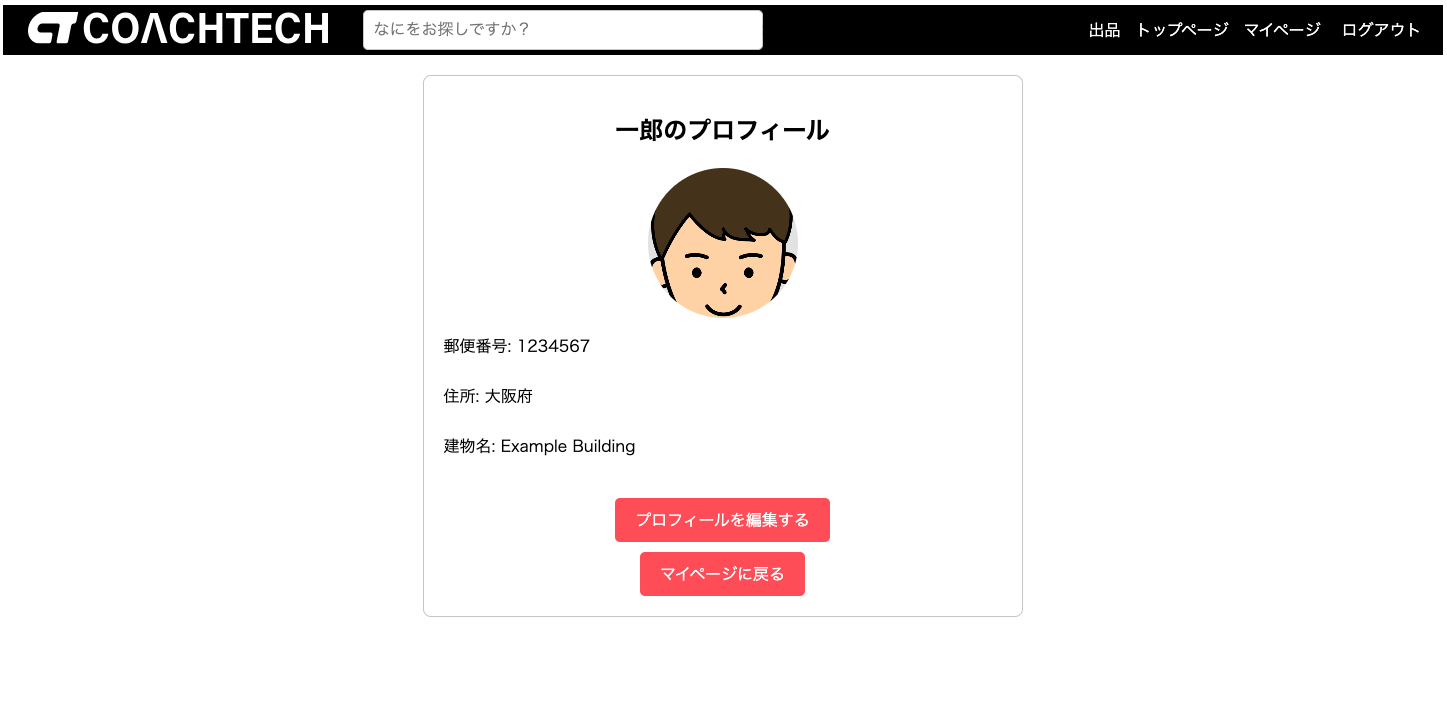 COACHTECH
なにをお探しですか？
出品 トップページ マイページ ログアウト
一郎のプロフィール
郵便番号: 1234567
住所: 大阪府
建物名: Example Building
プロフィールを編集する
マイページに戻る